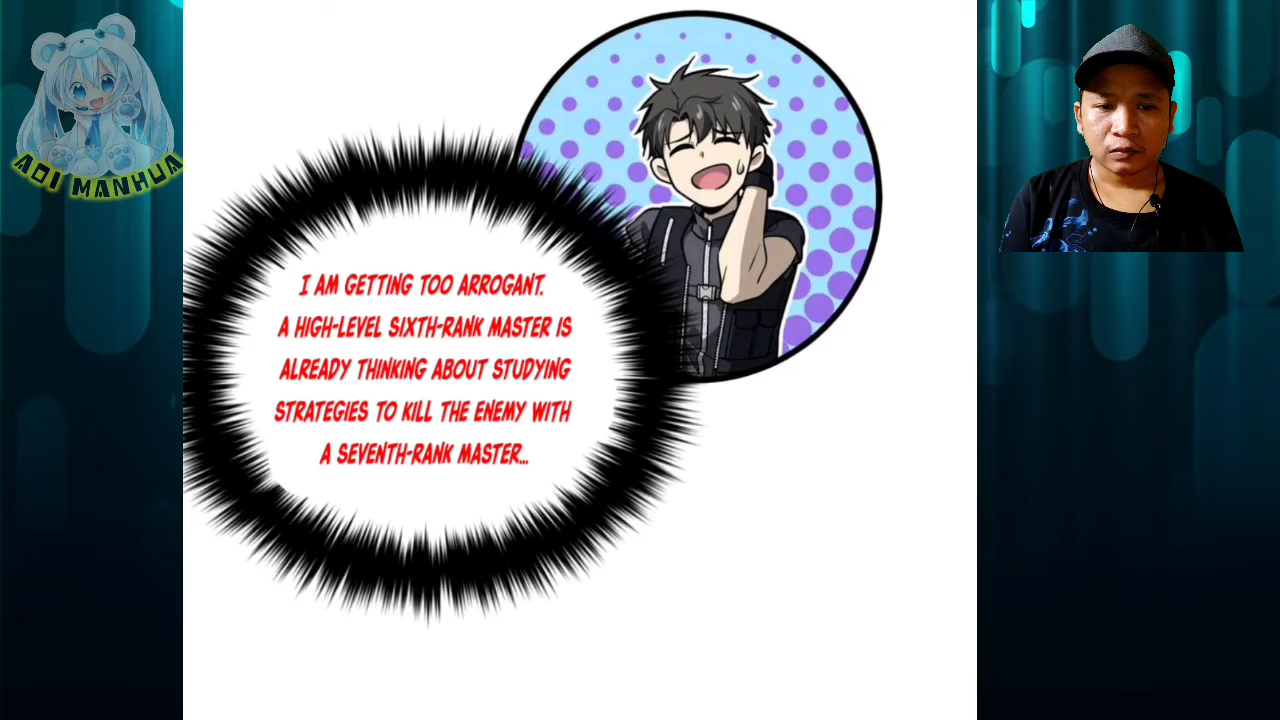 AOI MANHUA
I AM GETTING TOO ARROGANT.
A HIGH-LEVEL SIXTH-RANK MASTER IS
ALREADY THINKING ABOUT STUDYING
STRATEGIES TO KILL THE ENEMY WITH
A SEVENTH-RANK MASTER...